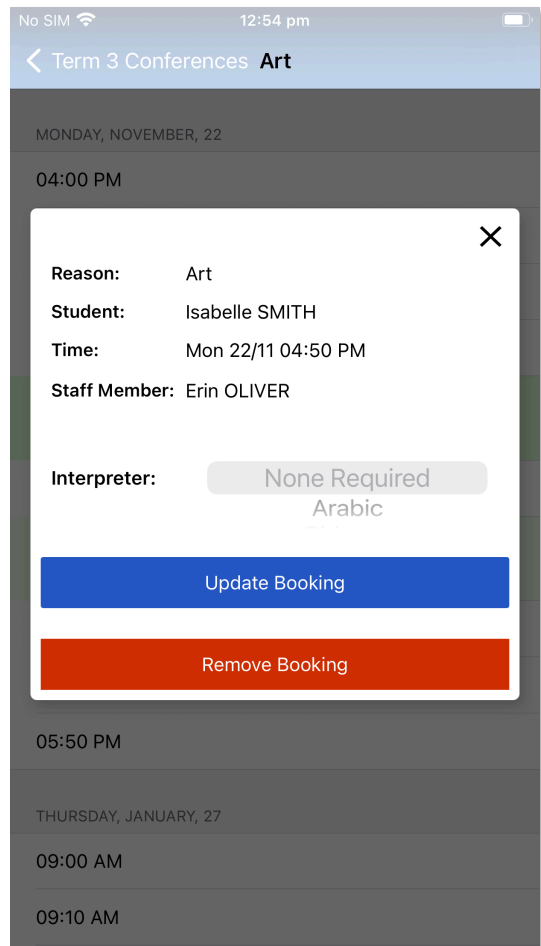 No SIM 12:54 pm
Term 3 Conferences Art
MONDAY, NOVEMBER, 22
04:00 PM
Reason: Art
Student: Isabelle SMITH
Time: Mon 22/11 04:50 PM
Staff Member: Erin OLIVER
Interpreter: None Required
Arabic
Update Booking
Remove Booking
05:50 PM
THURSDAY, JANUARY, 27
09:00 AM
09:10 AM